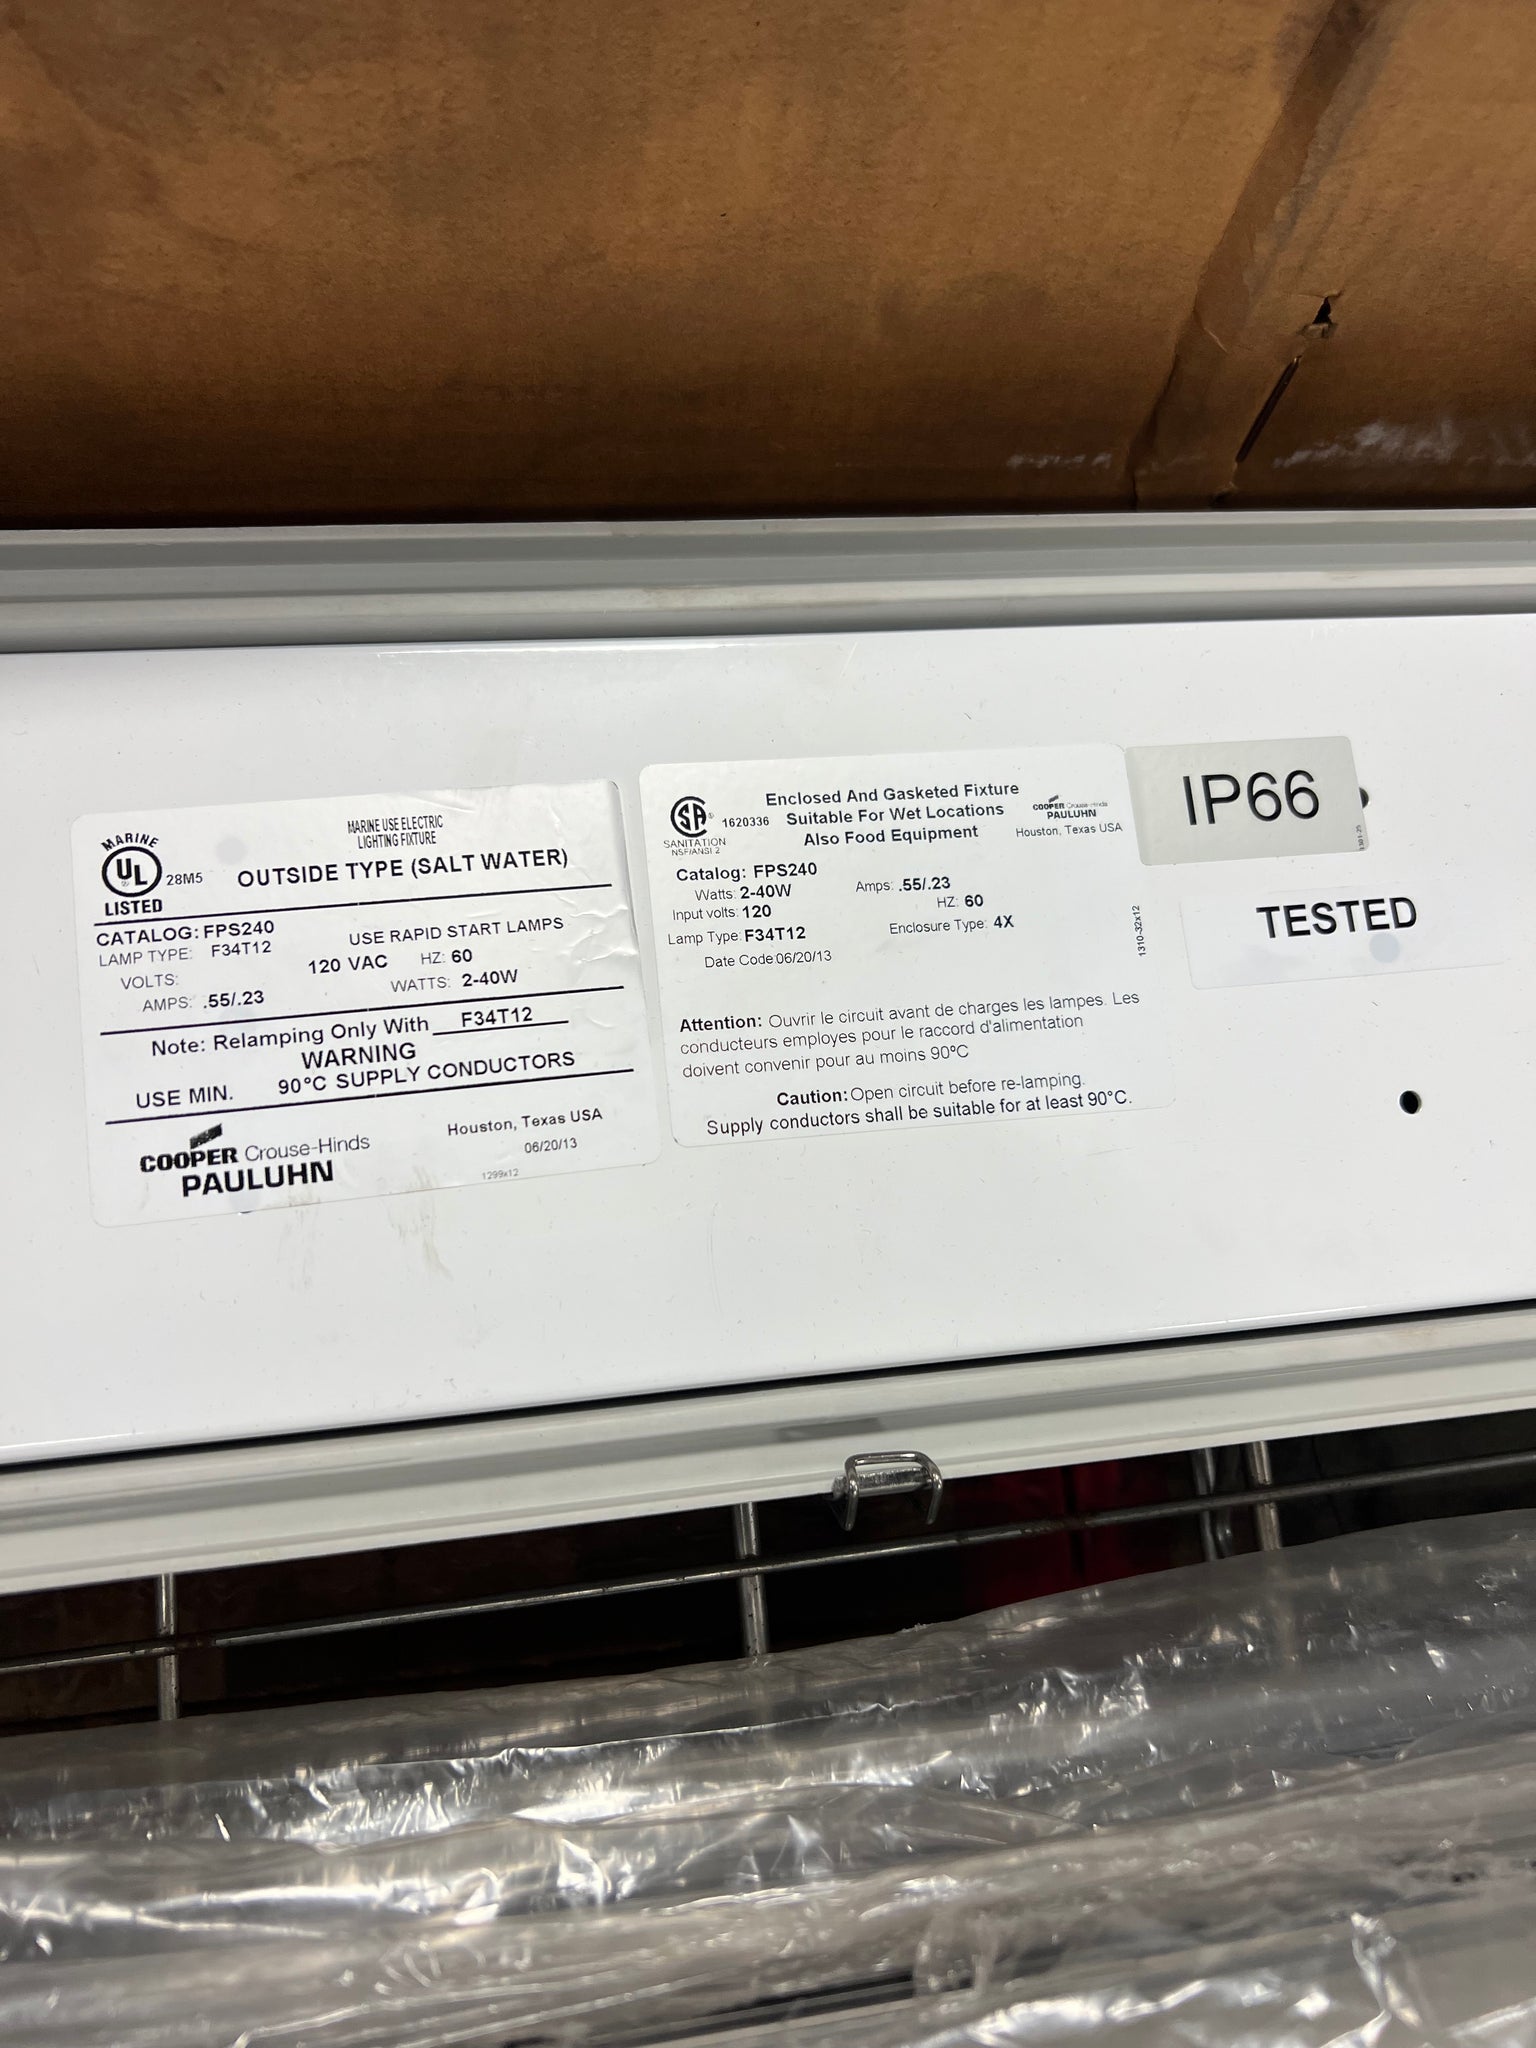 MARINE
UL
LISTED
28M5
MARINE USE ELECTRIC
LIGHTING FIXTURE
OUTSIDE TYPE (SALT WATER)
CATALOG: FPS240
LAMP TYPE: F34T12
USE RAPID START LAMPS
VOLTS:
120 VAC HZ: 60
AMPS: .55/.23
WATTS: 2-40W
Note: Relamping Only With F34T12
WARNING
USE MIN. 90°C SUPPLY CONDUCTORS
COOPER Crouse-Hinds
PAULUHN
Houston, Texas USA
06/20/13
1299x12
SA
1620336
SANITATION
NSF/ANSI 2
Enclosed And Gasketed Fixture
Suitable For Wet Locations
Also Food Equipment
COOPER Crouse-Hinds
PAULUHN
Houston, Texas USA
Catalog: FPS240
Watts: 2-40W
Amps: .55/.23
Input volts: 120
HZ: 60
Lamp Type: F34T12
Enclosure Type: 4X
Date Code 06/20/13
1310-32x12
Attention: Ouvrir le circuit avant de charges les lampes. Les
conducteurs employes pour le raccord d'alimentation
doivent convenir pour au moins 90ºC
Caution: Open circuit before re-lamping.
Supply conductors shall be suitable for at least 90°C.
IP66
TESTED